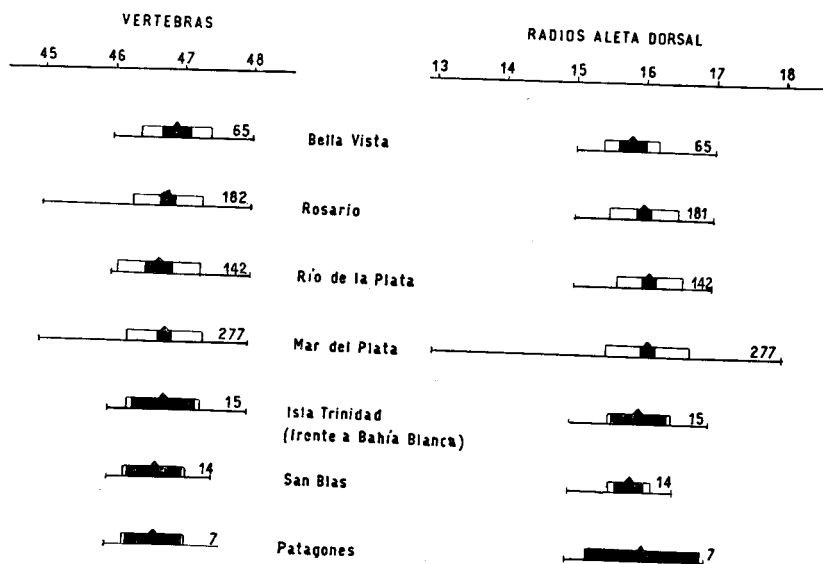 VERTEBRAS
RADIOS ALETA DORSAL
45 46 47 48
13 14 15 16 17 18
65 Bella Vista 65
182 Rosario 181
142 Río de la Plata 142
277 Mar del Plata 277
15 Isla Trinidad 15
(frente a Bahía Blanca)
14 San Blas 14
7 Patagones 7